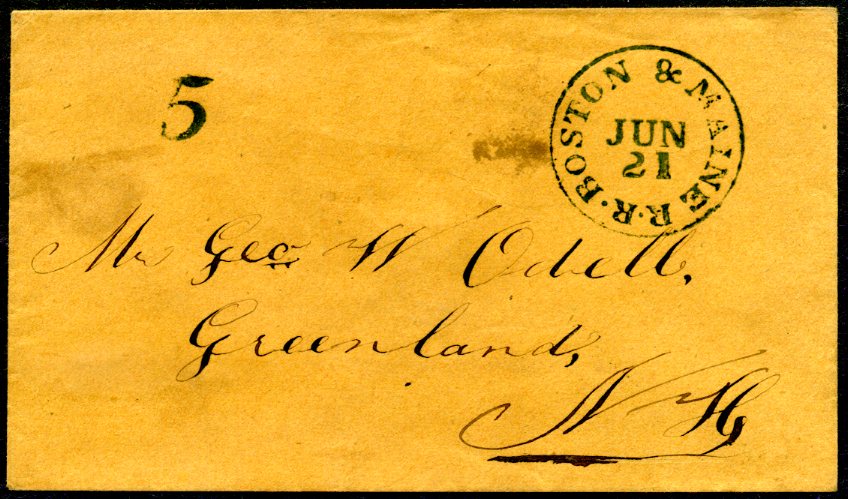 5
BOSTON & MAINE R.R.
JUN
21
Mr Geo W Odell,
Greenland,
N H